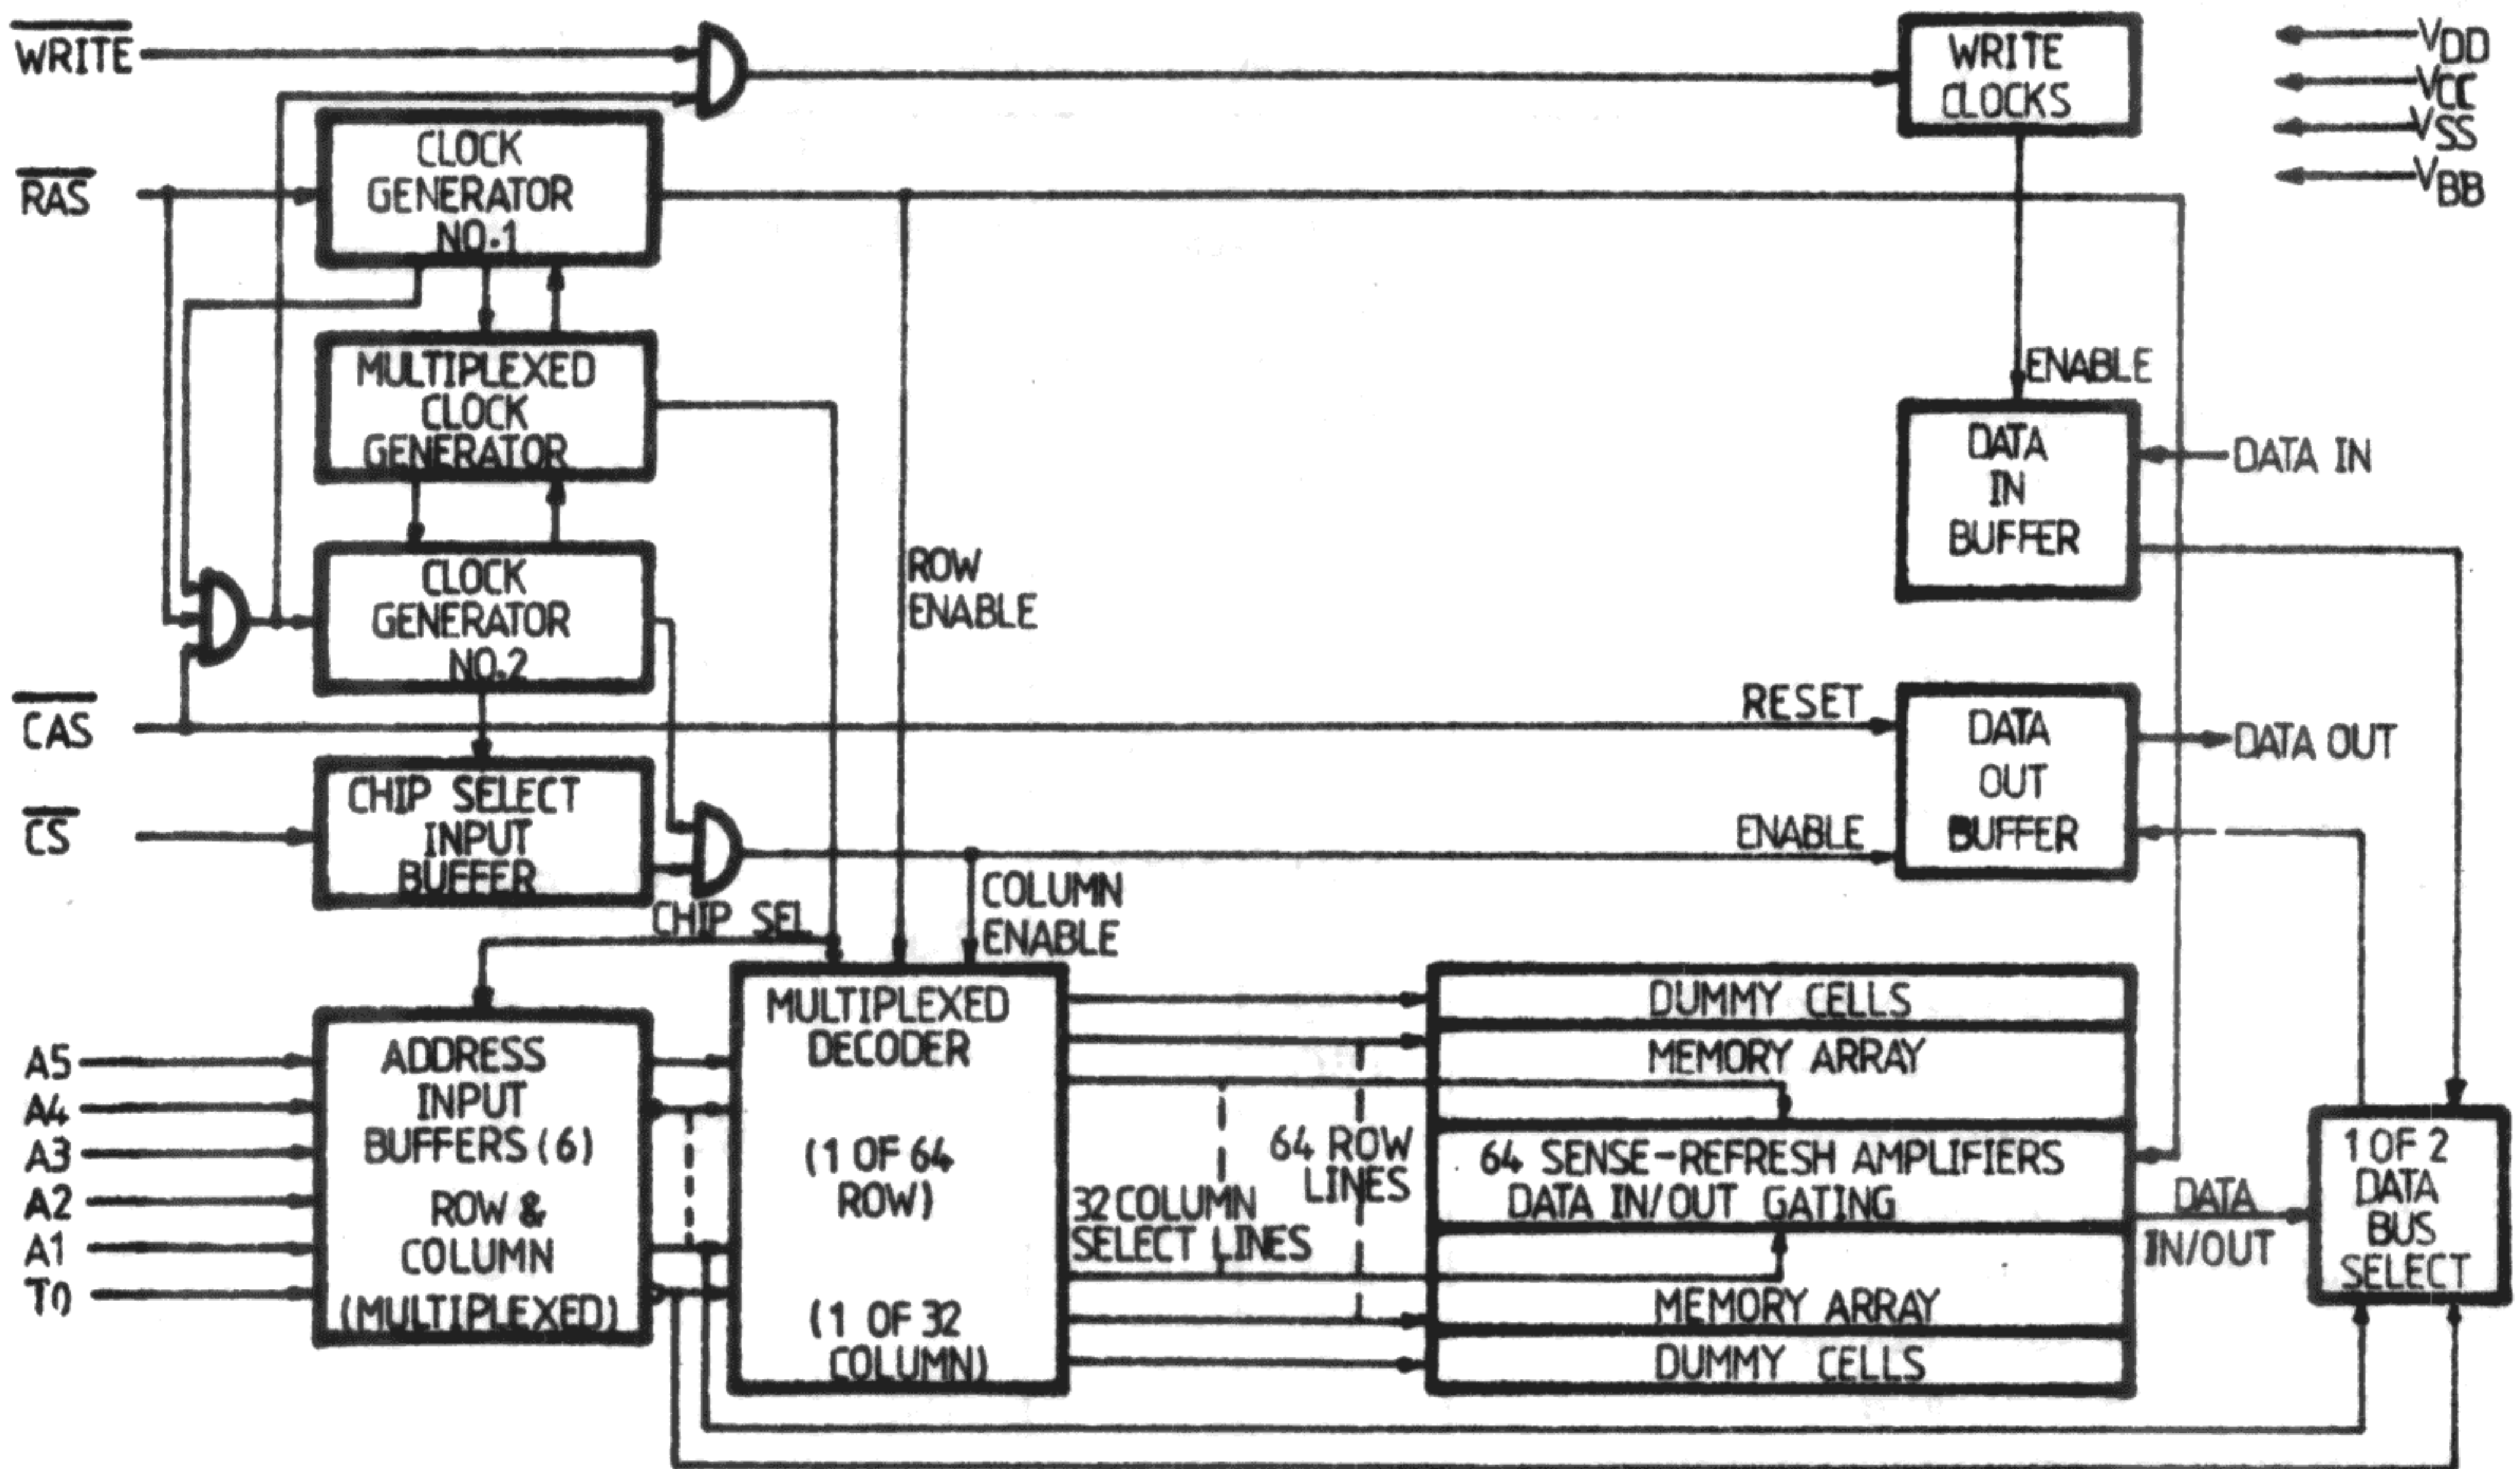 WRITE
RAS
CAS
CS
A5
A4
A3
A2
A1
CLOCK
GENERATOR
NO.1
MULTIPLEXED
CLOCK
GENERATOR
CLOCK
GENERATOR
NO.2
CHIP SELECT
INPUT
BUFFER
CHIP SEL
ADDRESS
INPUT
BUFFERS (6)
ROW &
COLUMN
(MULTIPLEXED)
ROW
ENABLE
COLUMN
ENABLE
MULTIPLEXED
DECODER
(1 OF 64
ROW)
(1 OF 32
COLUMN)
32 COLUMN
SELECT LINES
64 ROW
LINES
DUMMY CELLS
MEMORY ARRAY
64 SENSE-REFRESH AMPLIFIERS
DATA IN/OUT GATING
MEMORY ARRAY
DUMMY CELLS
WRITE
CLOCKS
ENABLE
DATA
IN
BUFFER
DATA IN
RESET
ENABLE
DATA
OUT
BUFFER
DATA OUT
DATA
IN/OUT
1 OF 2
DATA
BUS
SELECT
VDD
VCC
VSS
VBB